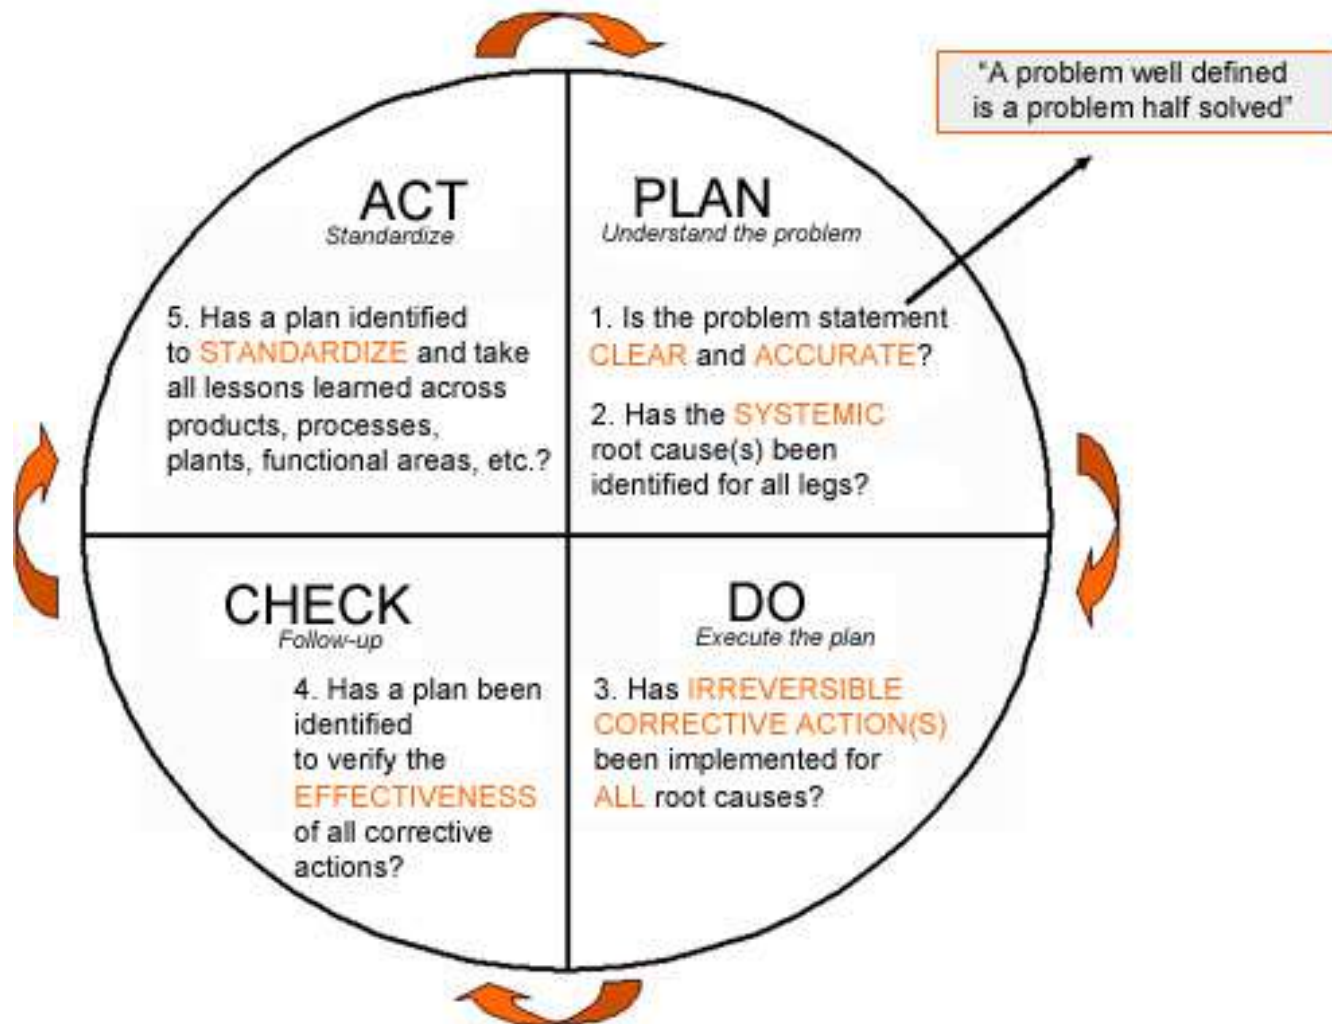 "A problem well defined
is a problem half solved"
ACT
Standardize
5. Has a plan identified
to STANDARDIZE and take
all lessons learned across
products, processes,
plants, functional areas, etc.?
PLAN
Understand the problem
1. Is the problem statement
CLEAR and ACCURATE?
2. Has the SYSTEMIC
root cause(s) been
identified for all legs?
CHECK
Follow-up
4. Has a plan been
identified
to verify the
EFFECTIVENESS
of all corrective
actions?
DO
Execute the plan
3. Has IRREVERSIBLE
CORRECTIVE ACTION(S)
been implemented for
ALL root causes?